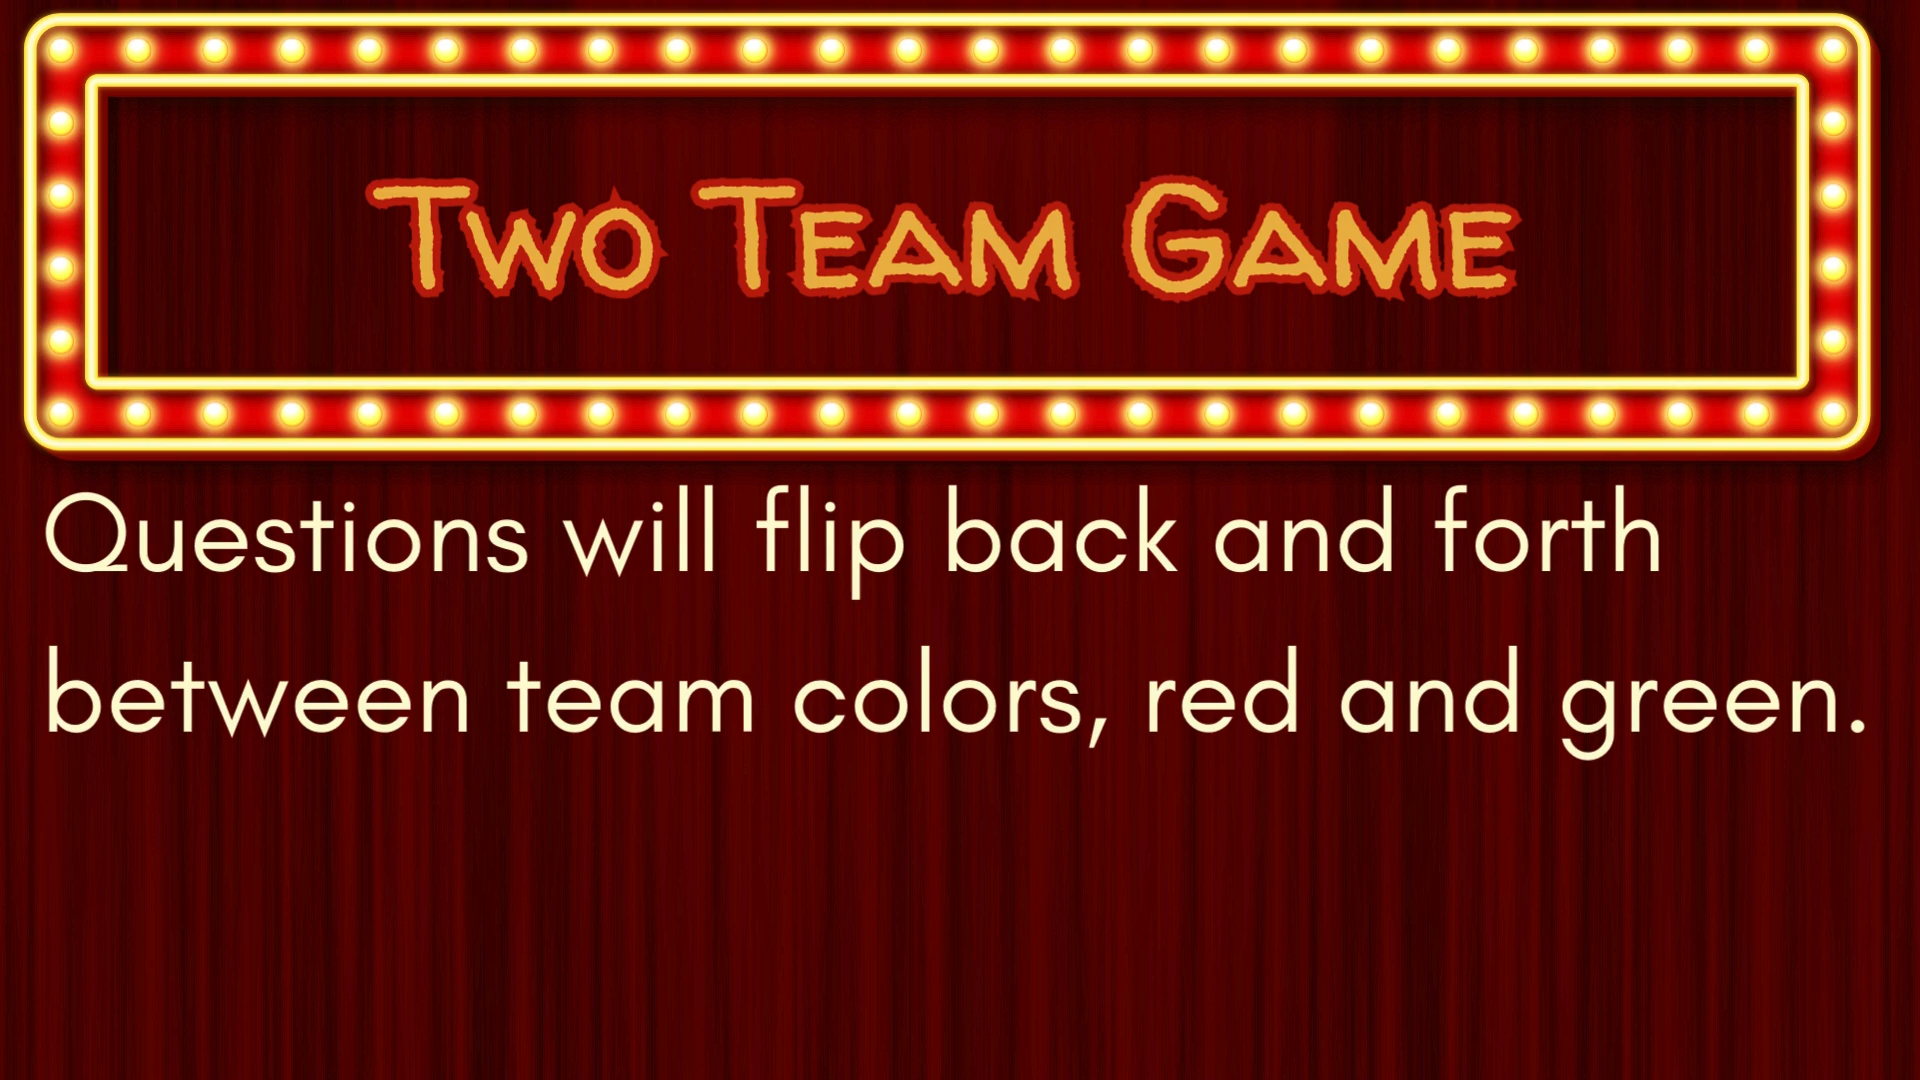 Two Team Game
Questions will flip back and forth
between team colors, red and green.